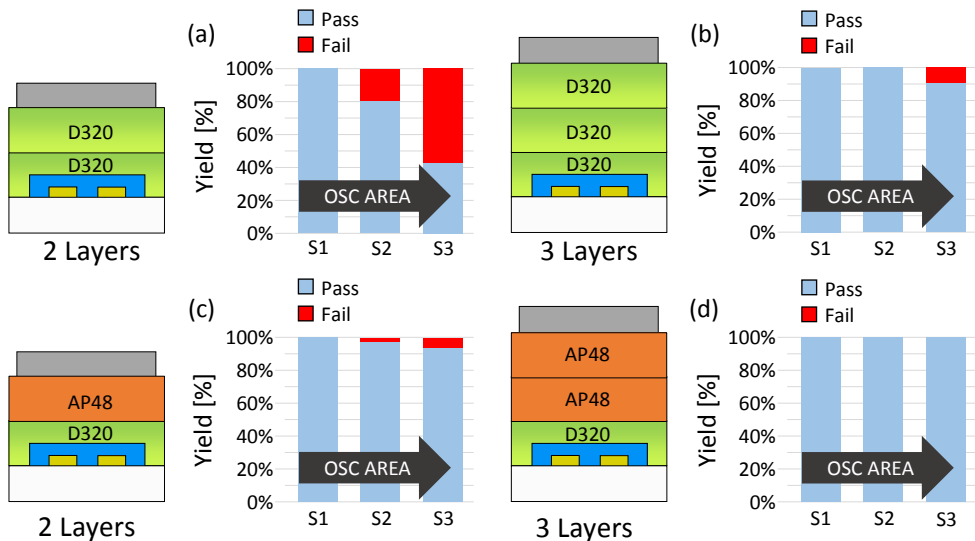 (a)
Pass
Fail
D320
D320
2 Layers
Yield [%]
100%
80%
60%
40%
20%
0%
OSC AREA
S1 S2 S3
(b)
Pass
Fail
D320
D320
D320
3 Layers
Yield [%]
100%
80%
60%
40%
20%
0%
OSC AREA
S1 S2 S3
(c)
Pass
Fail
AP48
D320
2 Layers
Yield [%]
100%
80%
60%
40%
20%
0%
OSC AREA
S1 S2 S3
(d)
Pass
Fail
AP48
AP48
D320
3 Layers
Yield [%]
100%
80%
60%
40%
20%
0%
OSC AREA
S1 S2 S3